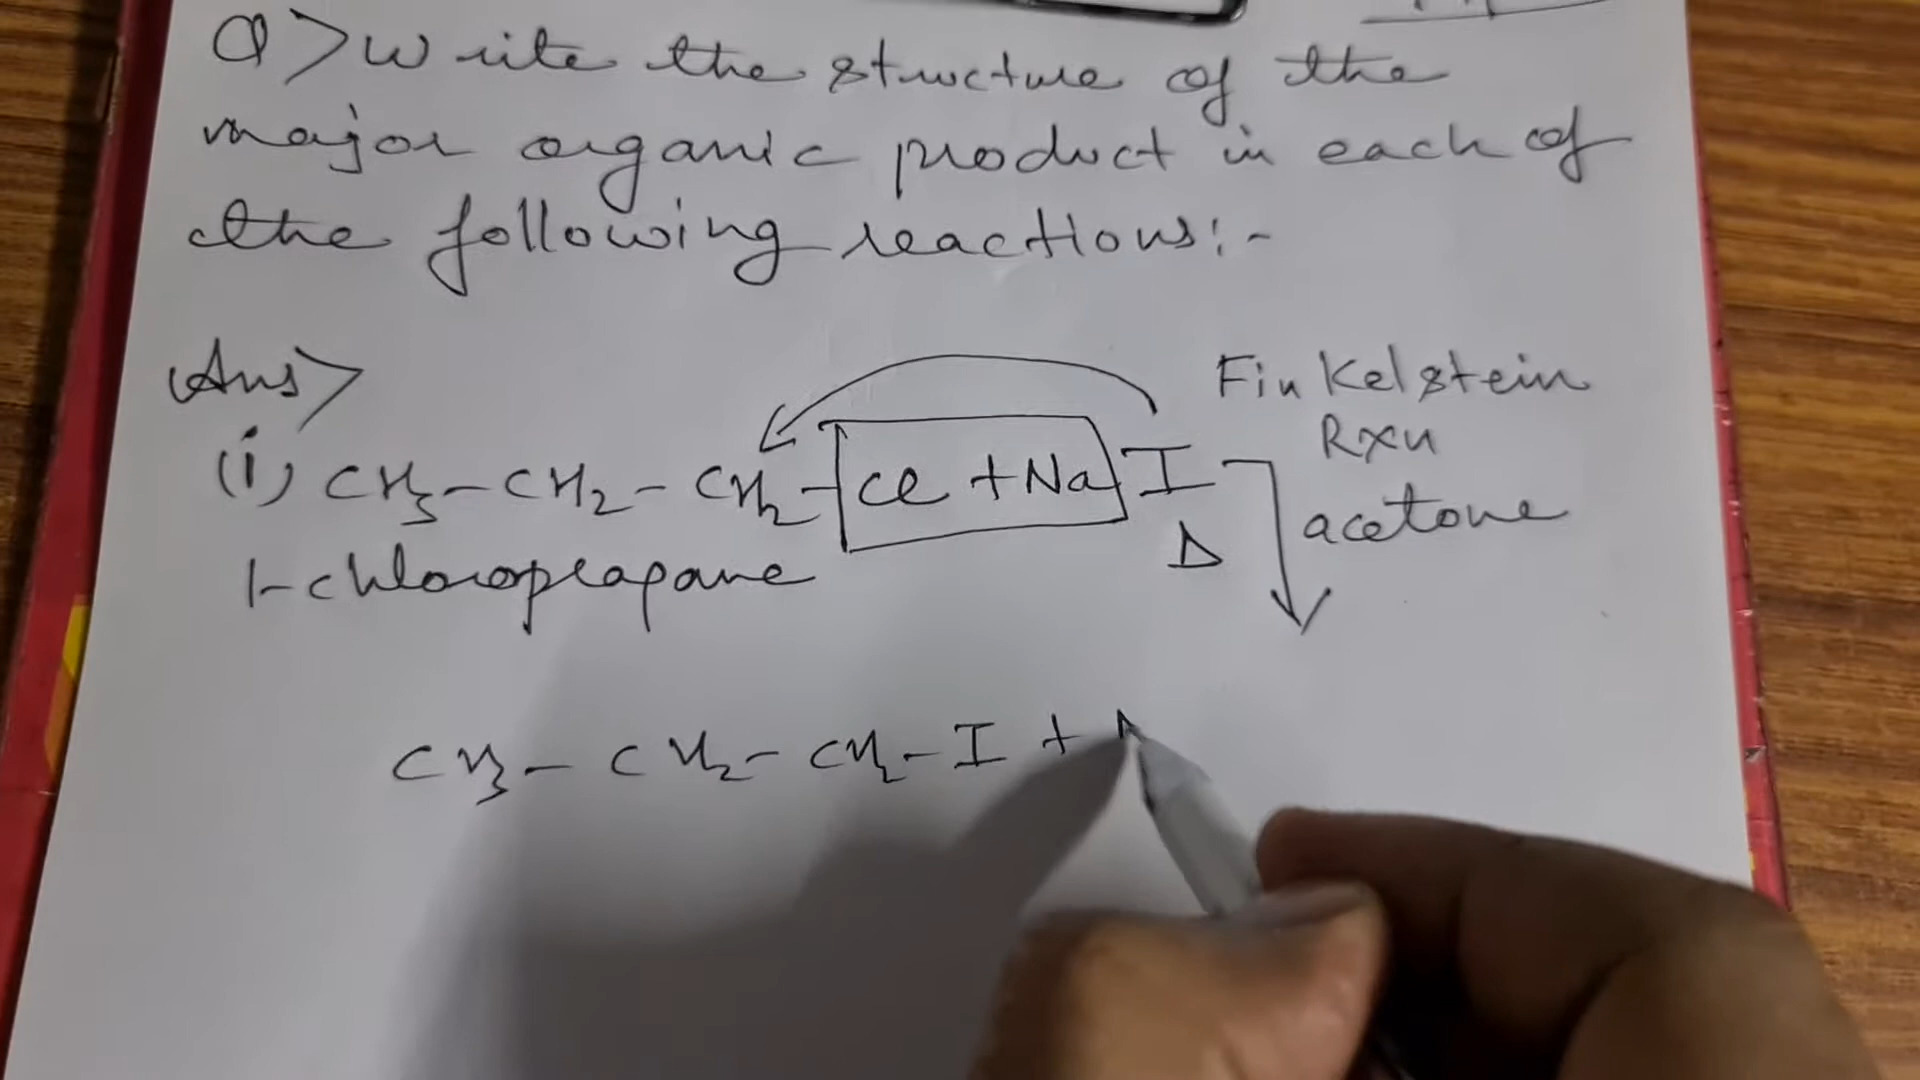 Q> Write the structure of the
major organic product in each of
the following reactions:-
Ans>
Finkelstein
Rxn
(i) CH3-CH2-CH2-Cl + NaI
acetone
Δ
1-chloropropane
CH3-CH2-CH2-I +